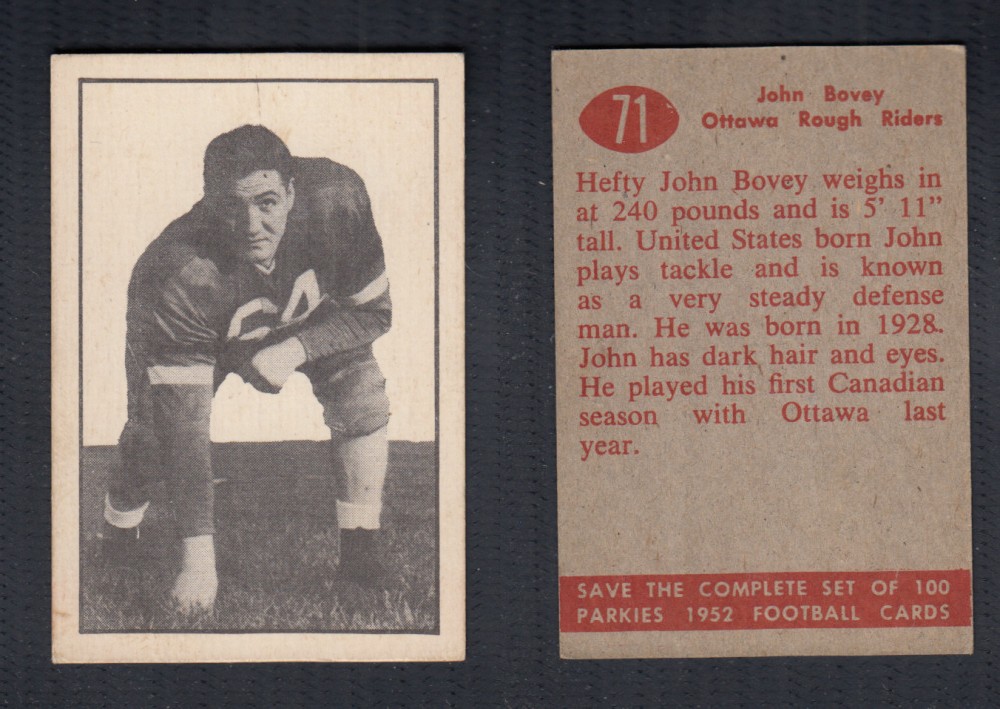 64
71
John Bovey
Ottawa Rough Riders
Hefty John Bovey weighs in
at 240 pounds and is 5' 11"
tall. United States born John
plays tackle and is known
as a very steady defense
man. He was born in 1928.
John has dark hair and eyes.
He played his first Canadian
season with Ottawa last
year.
SAVE THE COMPLETE SET OF 100
PARKIES 1952 FOOTBALL CARDS